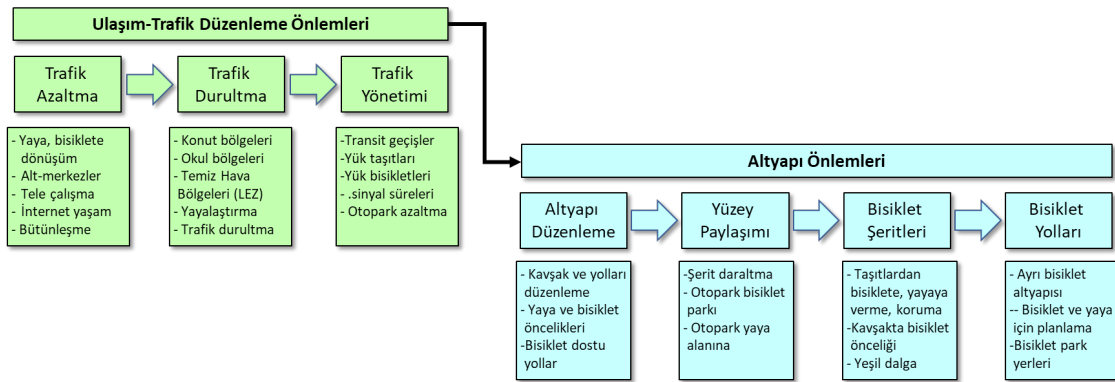 Ulaşım-Trafik Düzenleme Önlemleri
Trafik
Azaltma
Trafik
Durultma
Trafik
Yönetimi
- Yaya, bisiklete
dönüşüm
- Alt-merkezler
- Tele çalışma
- İnternet yaşam
- Bütünleşme
- Konut bölgeleri
- Okul bölgeleri
- Temiz Hava
Bölgeleri (LEZ)
- Yayalaştırma
- Trafik durultma
-Transit geçişler
-Yük taşıtları
-Yük bisikletleri
- .sinyal süreleri
- Otopark azaltma
Altyapı Önlemleri
Altyapı
Düzenleme
Yüzey
Paylaşımı
Bisiklet
Şeritleri
Bisiklet
Yolları
- Kavşak ve yolları
düzenleme
- Yaya ve bisiklet
öncelikleri
-Bisiklet dostu
yollar
-Şerit daraltma
- Otopark bisiklet
parkı
- Otopark yaya
alanına
- Taşıtlardan
bisiklete, yayaya
verme, koruma
-Kavşakta bisiklet
önceliği
- Yeşil dalga
- Ayrı bisiklet
altyapısı
-- Bisiklet ve yaya
için planlama
-Bisiklet park
yerleri